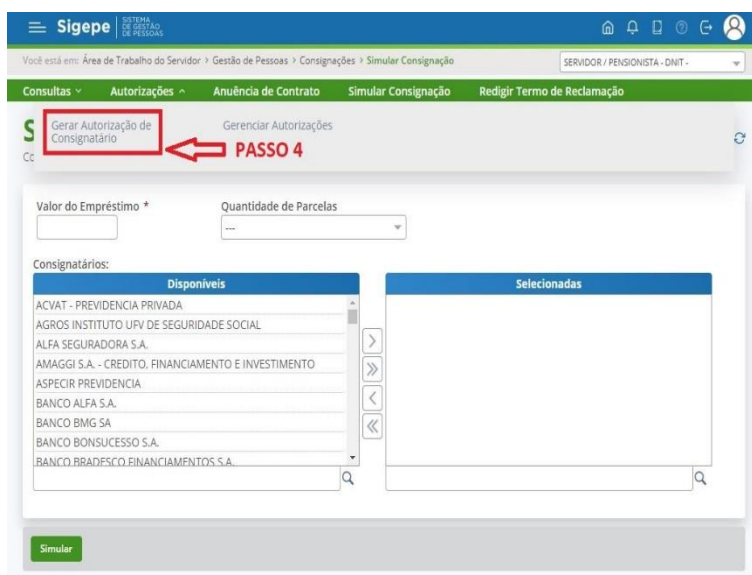 Sigepe SISTEMA DE GESTÃO DE PESSOAS
Você está em: Área de Trabalho do Servidor > Gestão de Pessoas > Consignações > Simular Consignação
SERVIDOR / PENSIONISTA - DNIT -
Consultas Autorizações Anuência de Contrato Simular Consignação Redigir Termo de Reclamação
S
Gerar Autorização de Consignatário
Gerenciar Autorizações
Co
PASSO 4
Valor do Empréstimo *
Quantidade de Parcelas
---
Consignatários:
Disponíveis
Selecionadas
ACVAT - PREVIDENCIA PRIVADA
AGROS INSTITUTO UFV DE SEGURIDADE SOCIAL
ALFA SEGURADORA S.A.
AMAGGI S.A. - CREDITO, FINANCIAMENTO E INVESTIMENTO
ASPECIR PREVIDENCIA
BANCO ALFA S.A.
BANCO BMG SA
BANCO BONSUCESSO S.A.
BANCO BRADESCO FINANCIAMENTOS S.A.
Simular